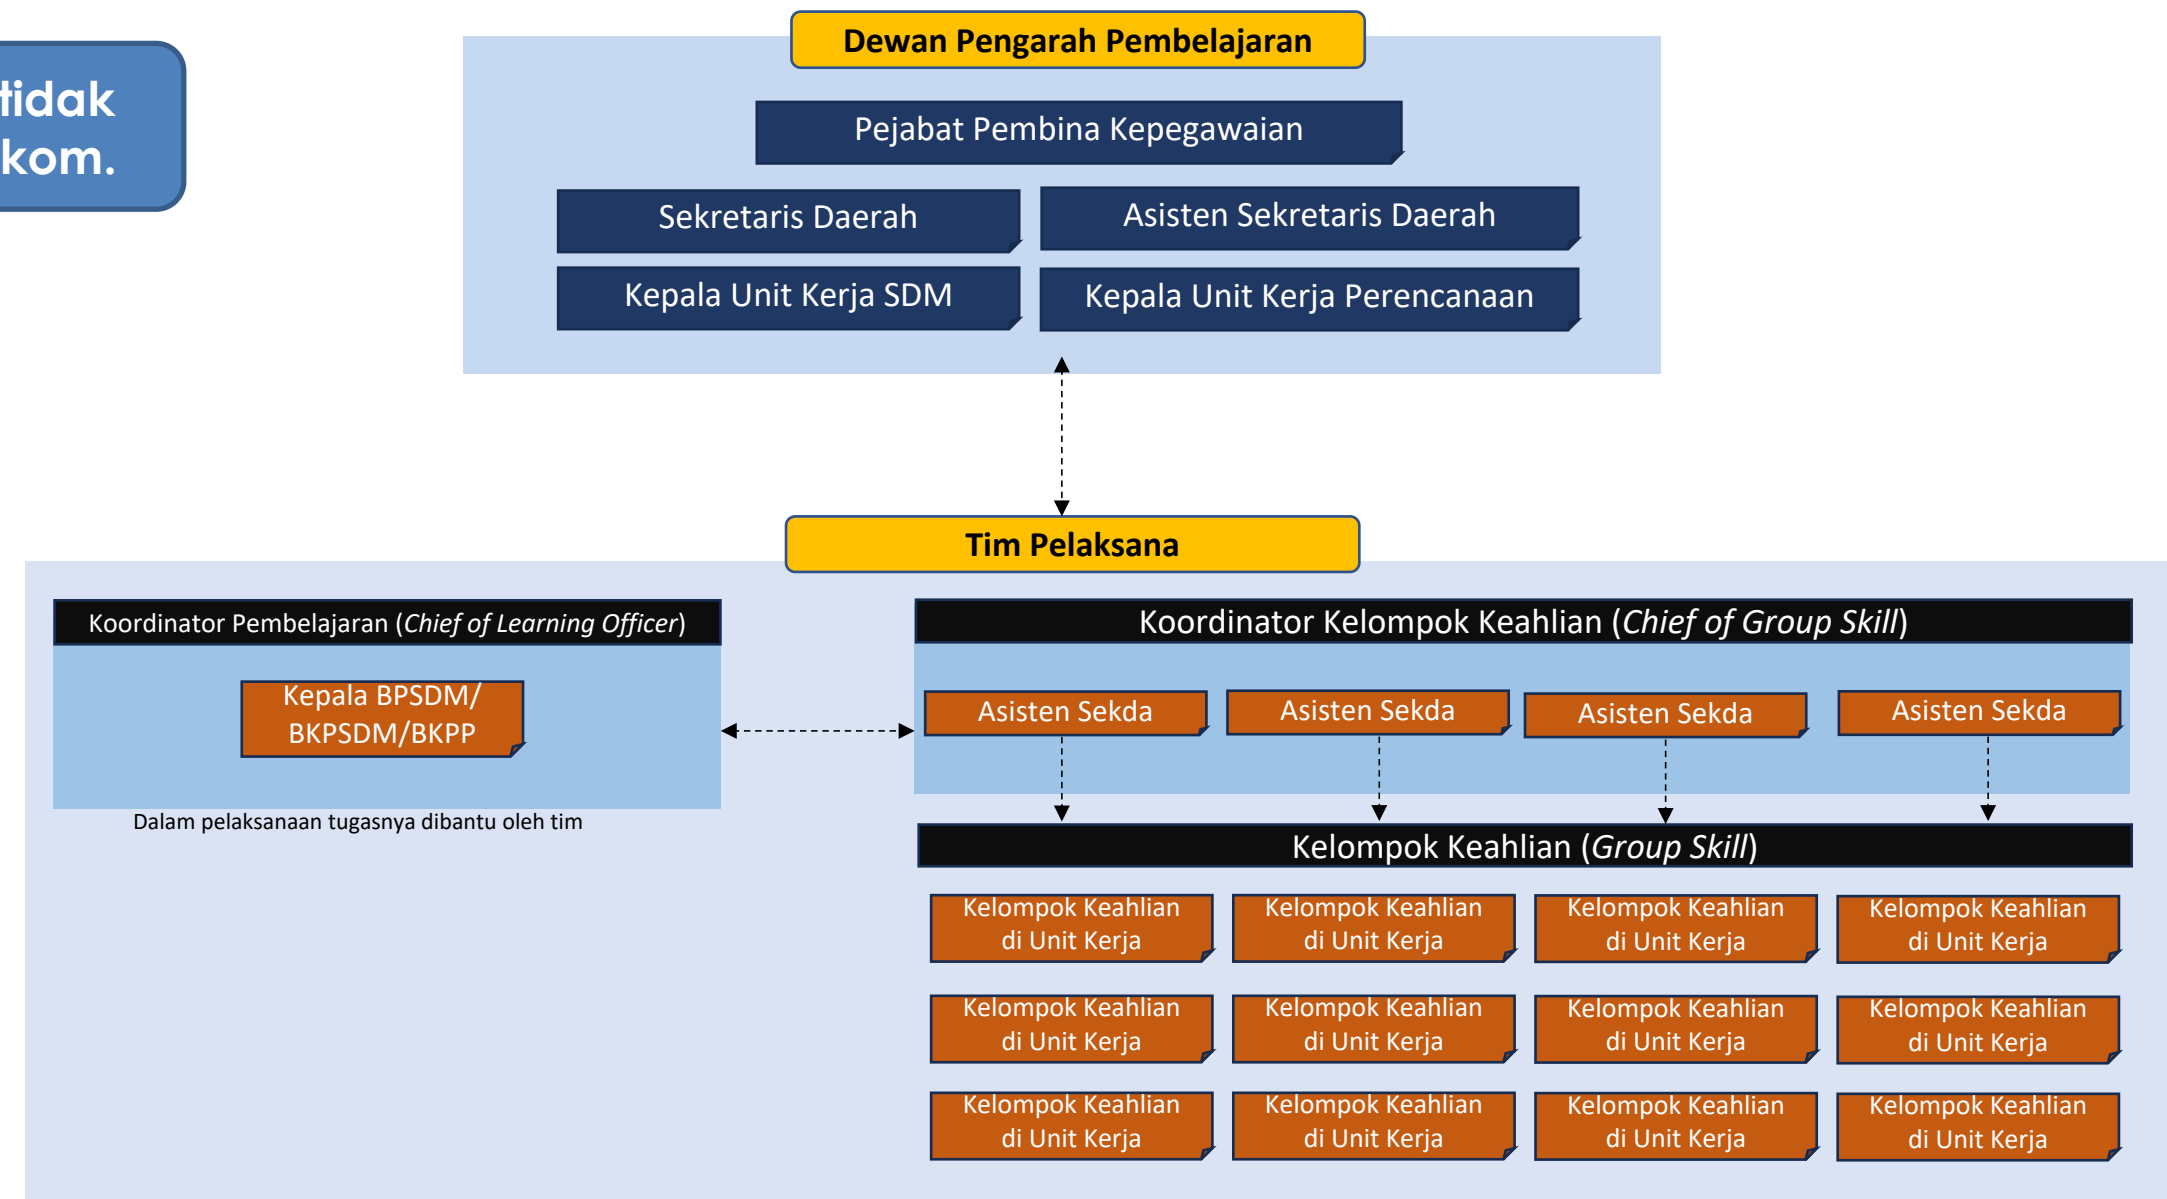 tidak
kom.
Dewan Pengarah Pembelajaran
Pejabat Pembina Kepegawaian
Sekretaris Daerah
Asisten Sekretaris Daerah
Kepala Unit Kerja SDM
Kepala Unit Kerja Perencanaan
Tim Pelaksana
Koordinator Pembelajaran (Chief of Learning Officer)
Kepala BPSDM/
BKPSDM/BKPP
Dalam pelaksanaan tugasnya dibantu oleh tim
Koordinator Kelompok Keahlian (Chief of Group Skill)
Asisten Sekda
Asisten Sekda
Asisten Sekda
Asisten Sekda
Kelompok Keahlian (Group Skill)
Kelompok Keahlian
di Unit Kerja
Kelompok Keahlian
di Unit Kerja
Kelompok Keahlian
di Unit Kerja
Kelompok Keahlian
di Unit Kerja
Kelompok Keahlian
di Unit Kerja
Kelompok Keahlian
di Unit Kerja
Kelompok Keahlian
di Unit Kerja
Kelompok Keahlian
di Unit Kerja
Kelompok Keahlian
di Unit Kerja
Kelompok Keahlian
di Unit Kerja
Kelompok Keahlian
di Unit Kerja
Kelompok Keahlian
di Unit Kerja